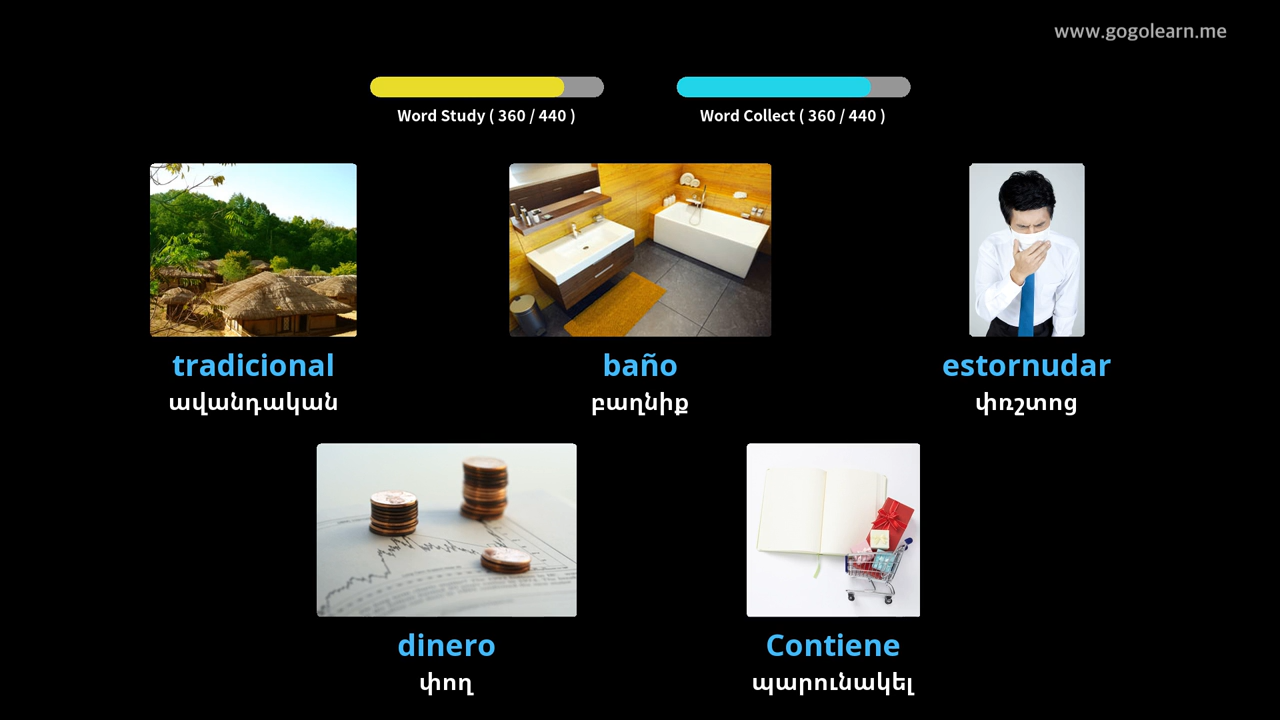 www.gogolearn.me
Word Study ( 360 / 440 )
Word Collect ( 360 / 440 )
tradicional
ավանդական
baño
բաղնիք
estornudar
փռշտոց
dinero
փող
Contiene
պարունակել